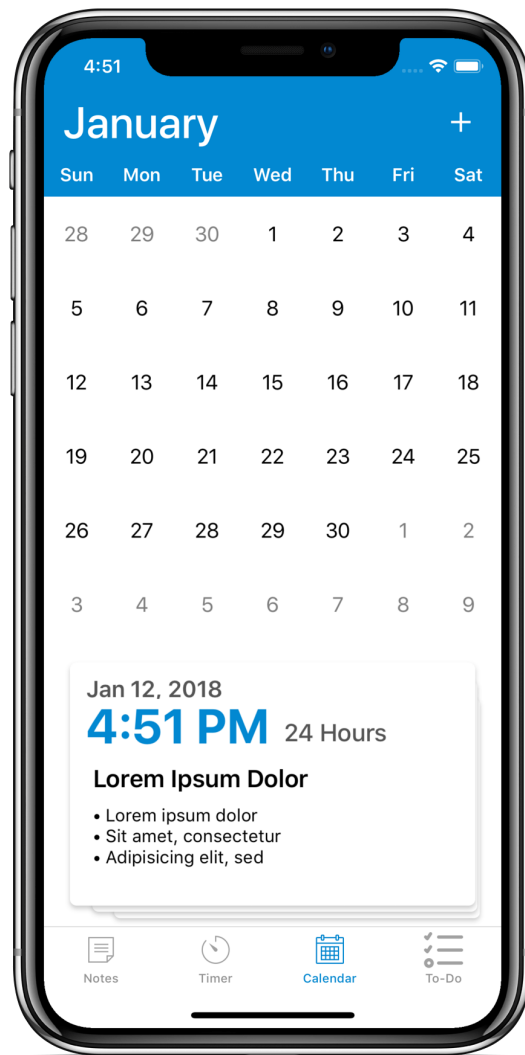 4:51
January +
Sun Mon Tue Wed Thu Fri Sat
28 29 30 1 2 3 4
5 6 7 8 9 10 11
12 13 14 15 16 17 18
19 20 21 22 23 24 25
26 27 28 29 30 1 2
3 4 5 6 7 8 9
Jan 12, 2018
4:51 PM 24 Hours
Lorem Ipsum Dolor
• Lorem ipsum dolor
• Sit amet, consectetur
• Adipisicing elit, sed
Notes Timer Calendar To-Do